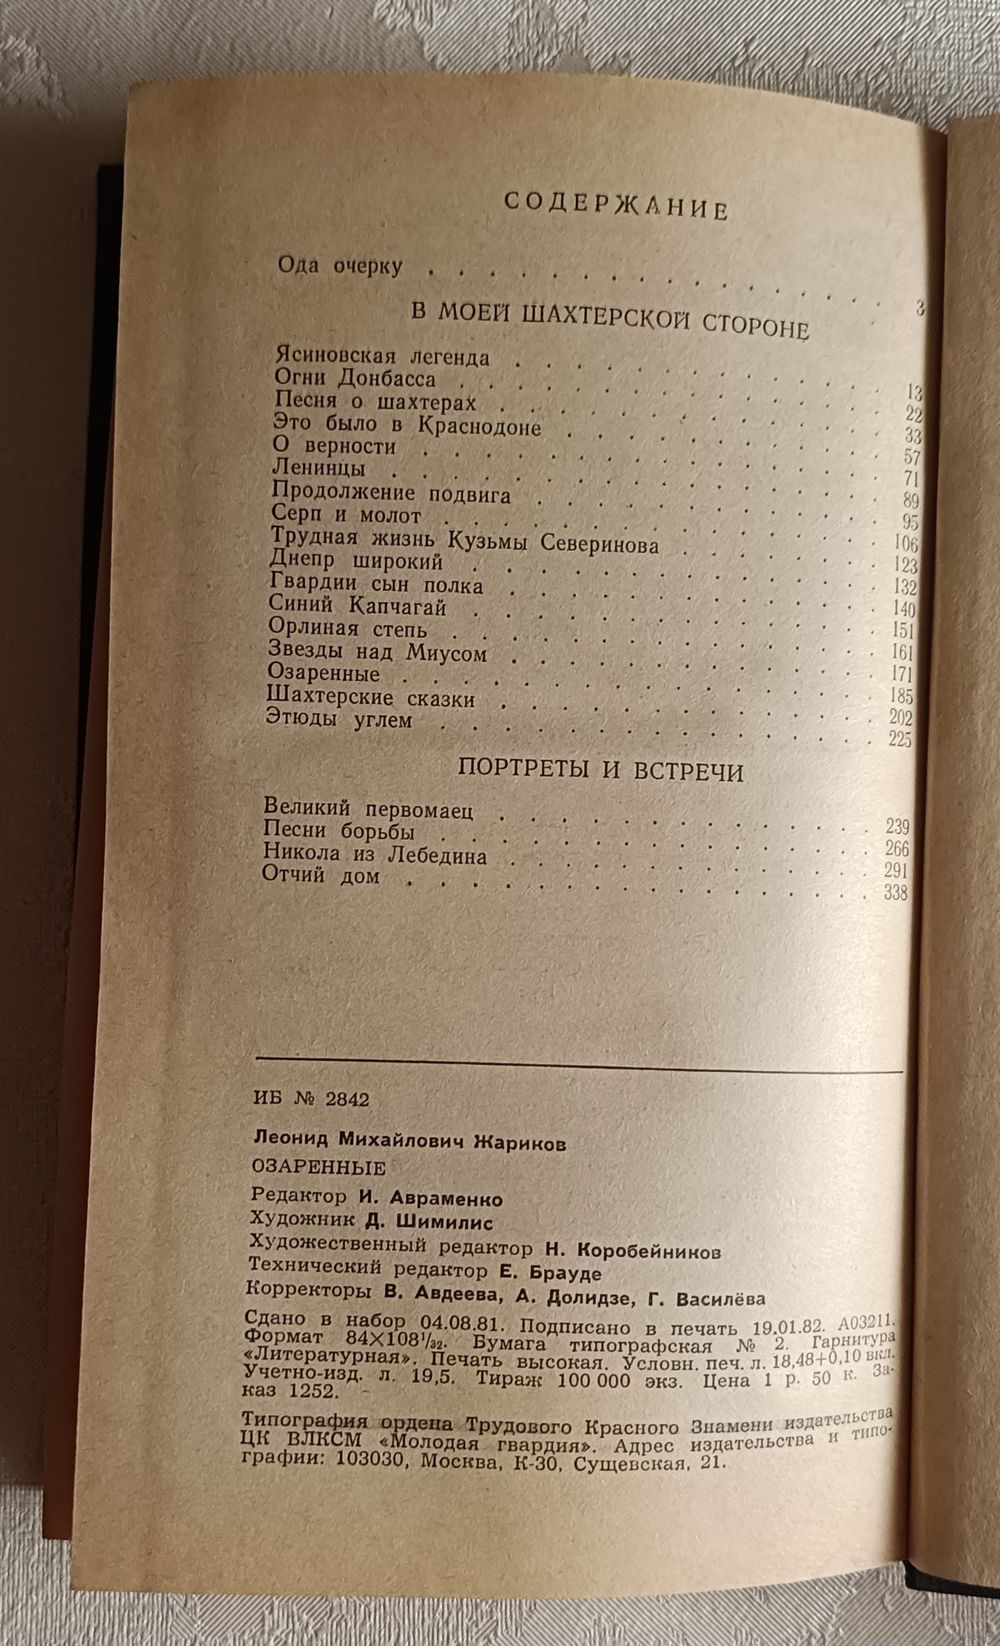 СОДЕРЖАНИЕ
Ода очерку . . . . . . . . . . . . . . . . 3
В МОЕЙ ШАХТЕРСКОЙ СТОРОНЕ
Ясиновская легенда . . . . . . . . . . . . . 13
Огни Донбасса . . . . . . . . . . . . . . . 22
Песня о шахтерах . . . . . . . . . . . . . . 33
Это было в Краснодоне . . . . . . . . . . . 57
О верности . . . . . . . . . . . . . . . . 71
Ленинцы . . . . . . . . . . . . . . . . . 89
Продолжение подвига . . . . . . . . . . . . 95
Серп и молот . . . . . . . . . . . . . . . 106
Трудная жизнь Кузьмы Северинова . . . . . . . 123
Днепр широкий . . . . . . . . . . . . . . 132
Гвардии сын полка . . . . . . . . . . . . . 140
Синий Капчагай . . . . . . . . . . . . . . 151
Орлиная степь . . . . . . . . . . . . . . . 161
Звезды над Миусом . . . . . . . . . . . . . 171
Озаренные . . . . . . . . . . . . . . . . 185
Шахтерские сказки . . . . . . . . . . . . . 202
Этюды углем . . . . . . . . . . . . . . . 225
ПОРТРЕТЫ И ВСТРЕЧИ
Великий первомаец . . . . . . . . . . . . . 239
Песни борьбы . . . . . . . . . . . . . . . 266
Никола из Лебедина . . . . . . . . . . . . . 291
Отчий дом . . . . . . . . . . . . . . . . 338
ИБ № 2842
Леонид Михайлович Жариков
ОЗАРЕННЫЕ
Редактор И. Авраменко
Художник Д. Шимилис
Художественный редактор Н. Коробейников
Технический редактор Е. Брауде
Корректоры В. Авдеева, А. Долидзе, Г. Василёва
Сдано в набор 04.08.81. Подписано в печать 19.01.82. А03211.
Формат 84×108¹/₃₂. Бумага типографская № 2. Гарнитура
«Литературная». Печать высокая. Условн. печ. л. 18,48+0,10 вкл.
Учетно-изд. л. 19,5. Тираж 100 000 экз. Цена 1 р. 50 к. За-
каз 1252.
Типография ордена Трудового Красного Знамени издательства
ЦК ВЛКСМ «Молодая гвардия». Адрес издательства и типо-
графии: 103030, Москва, К-30, Сущевская, 21.